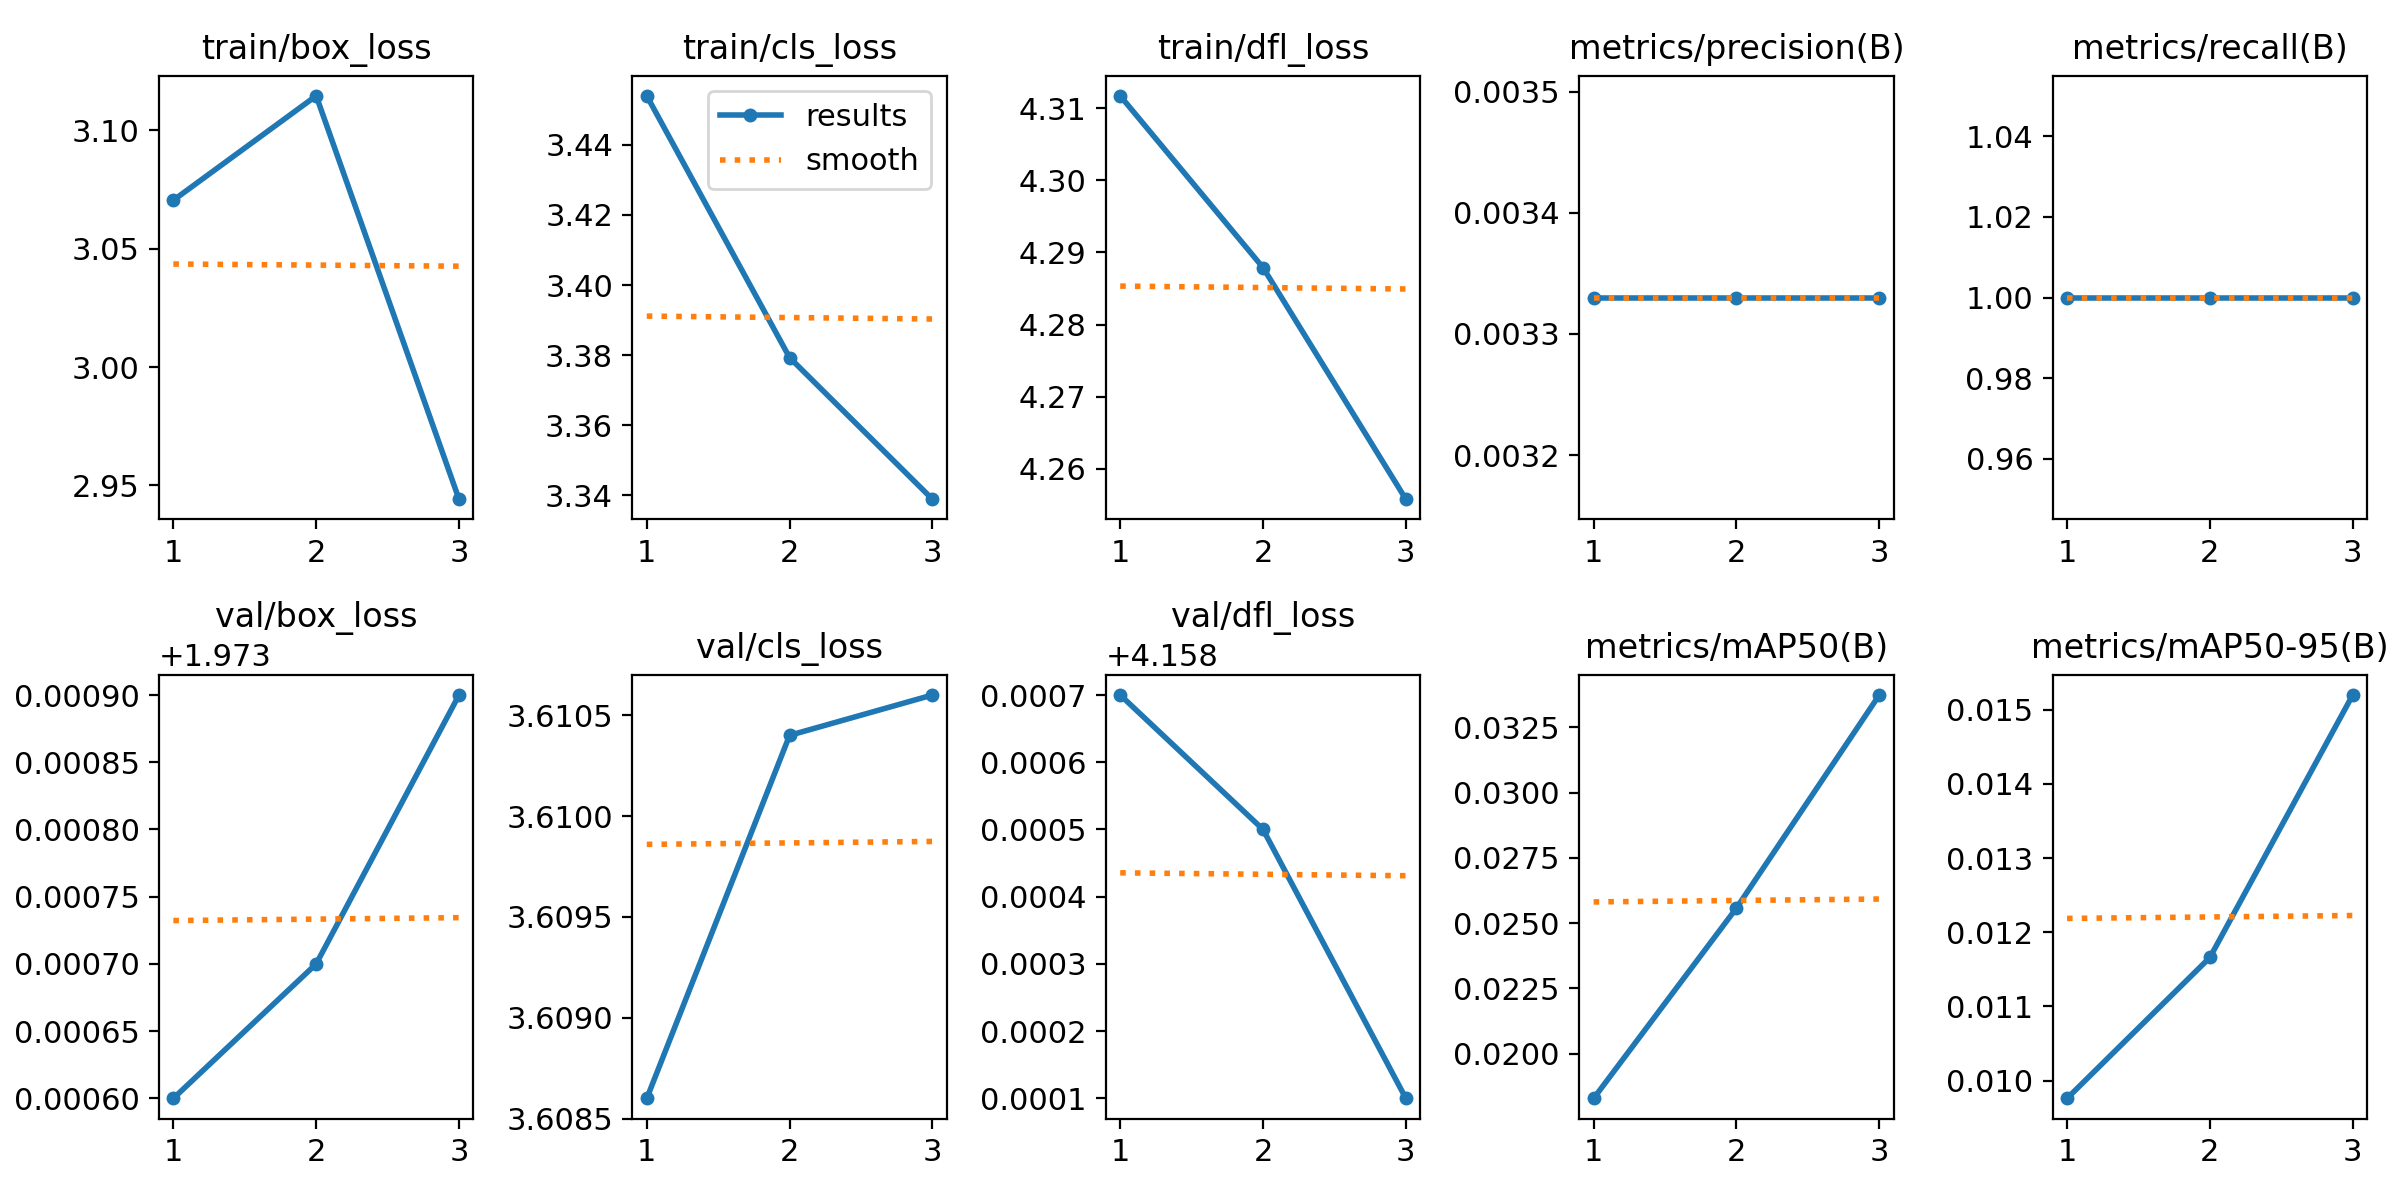 train/box_loss
3.10
3.05
3.00
2.95
1 2 3
train/cls_loss
results
smooth
3.44
3.42
3.40
3.38
3.36
3.34
1 2 3
train/dfl_loss
4.31
4.30
4.29
4.28
4.27
4.26
1 2 3
metrics/precision(B)
0.0035
0.0034
0.0033
0.0032
1 2 3
metrics/recall(B)
1.04
1.02
1.00
0.98
0.96
1 2 3
val/box_loss
+1.973
0.00090
0.00085
0.00080
0.00075
0.00070
0.00065
0.00060
1 2 3
val/cls_loss
3.6105
3.6100
3.6095
3.6090
3.6085
1 2 3
val/dfl_loss
+4.158
0.0007
0.0006
0.0005
0.0004
0.0003
0.0002
0.0001
1 2 3
metrics/mAP50(B)
0.0325
0.0300
0.0275
0.0250
0.0225
0.0200
1 2 3
metrics/mAP50-95(B)
0.015
0.014
0.013
0.012
0.011
0.010
1 2 3